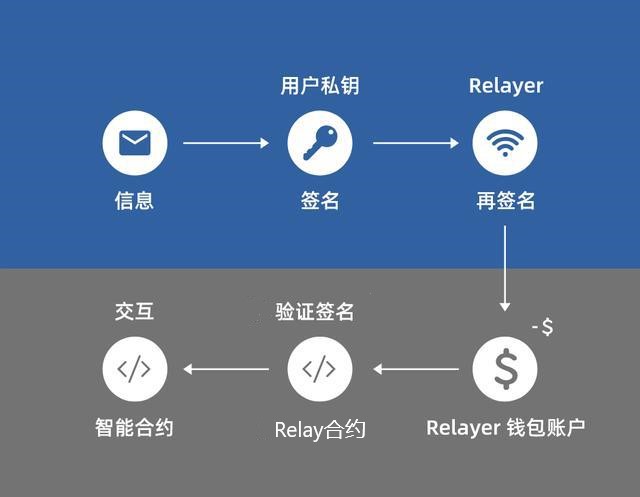 用户私钥
Relayer
信息
签名
再签名
交互
验证签名
-$
$
</>
</>
智能合约
Relay合约
Relayer 钱包账户